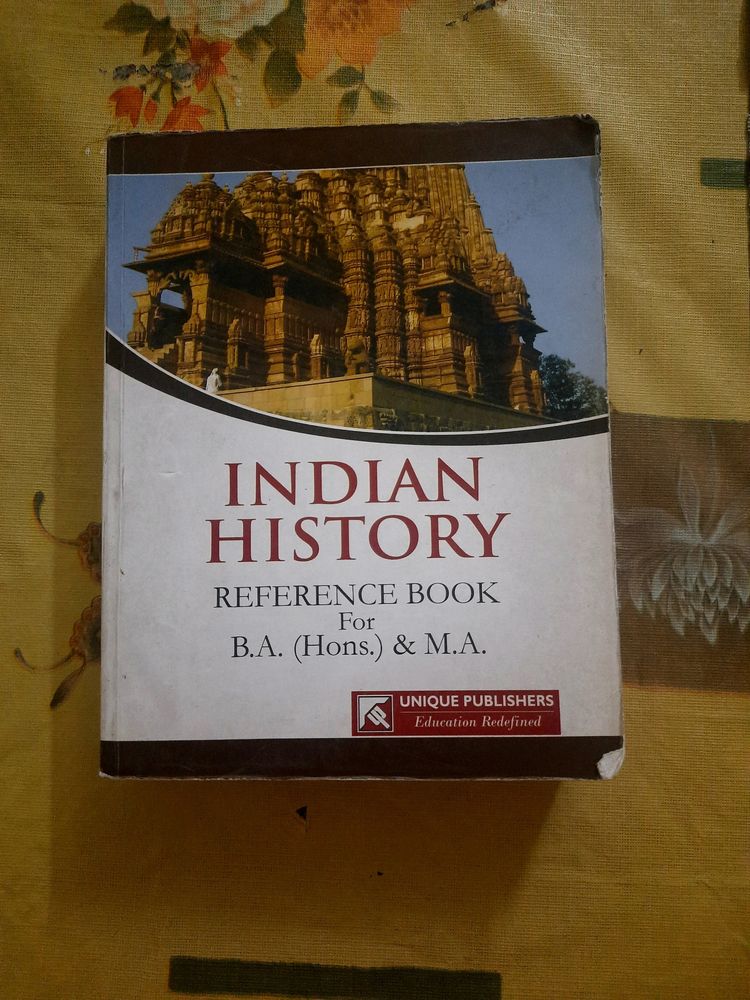 INDIAN
HISTORY
REFERENCE BOOK
For
B.A. (Hons.) & M.A.
UNIQUE PUBLISHERS
Education Redefined